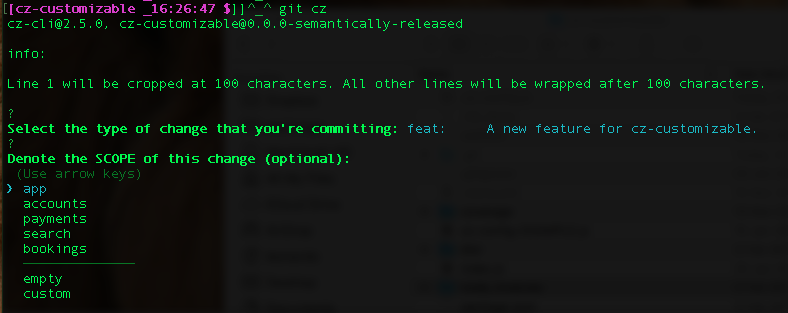 [[cz-customizable _16:26:47 $]]^_^ git cz
cz-cli@2.5.0, cz-customizable@0.0.0-semantically-released
info:
Line 1 will be cropped at 100 characters. All other lines will be wrapped after 100 characters.
?
Select the type of change that you're committing: feat:     A new feature for cz-customizable.
?
Denote the SCOPE of this change (optional):
(Use arrow keys)
❯ app
accounts
payments
search
bookings
──────────────
empty
custom